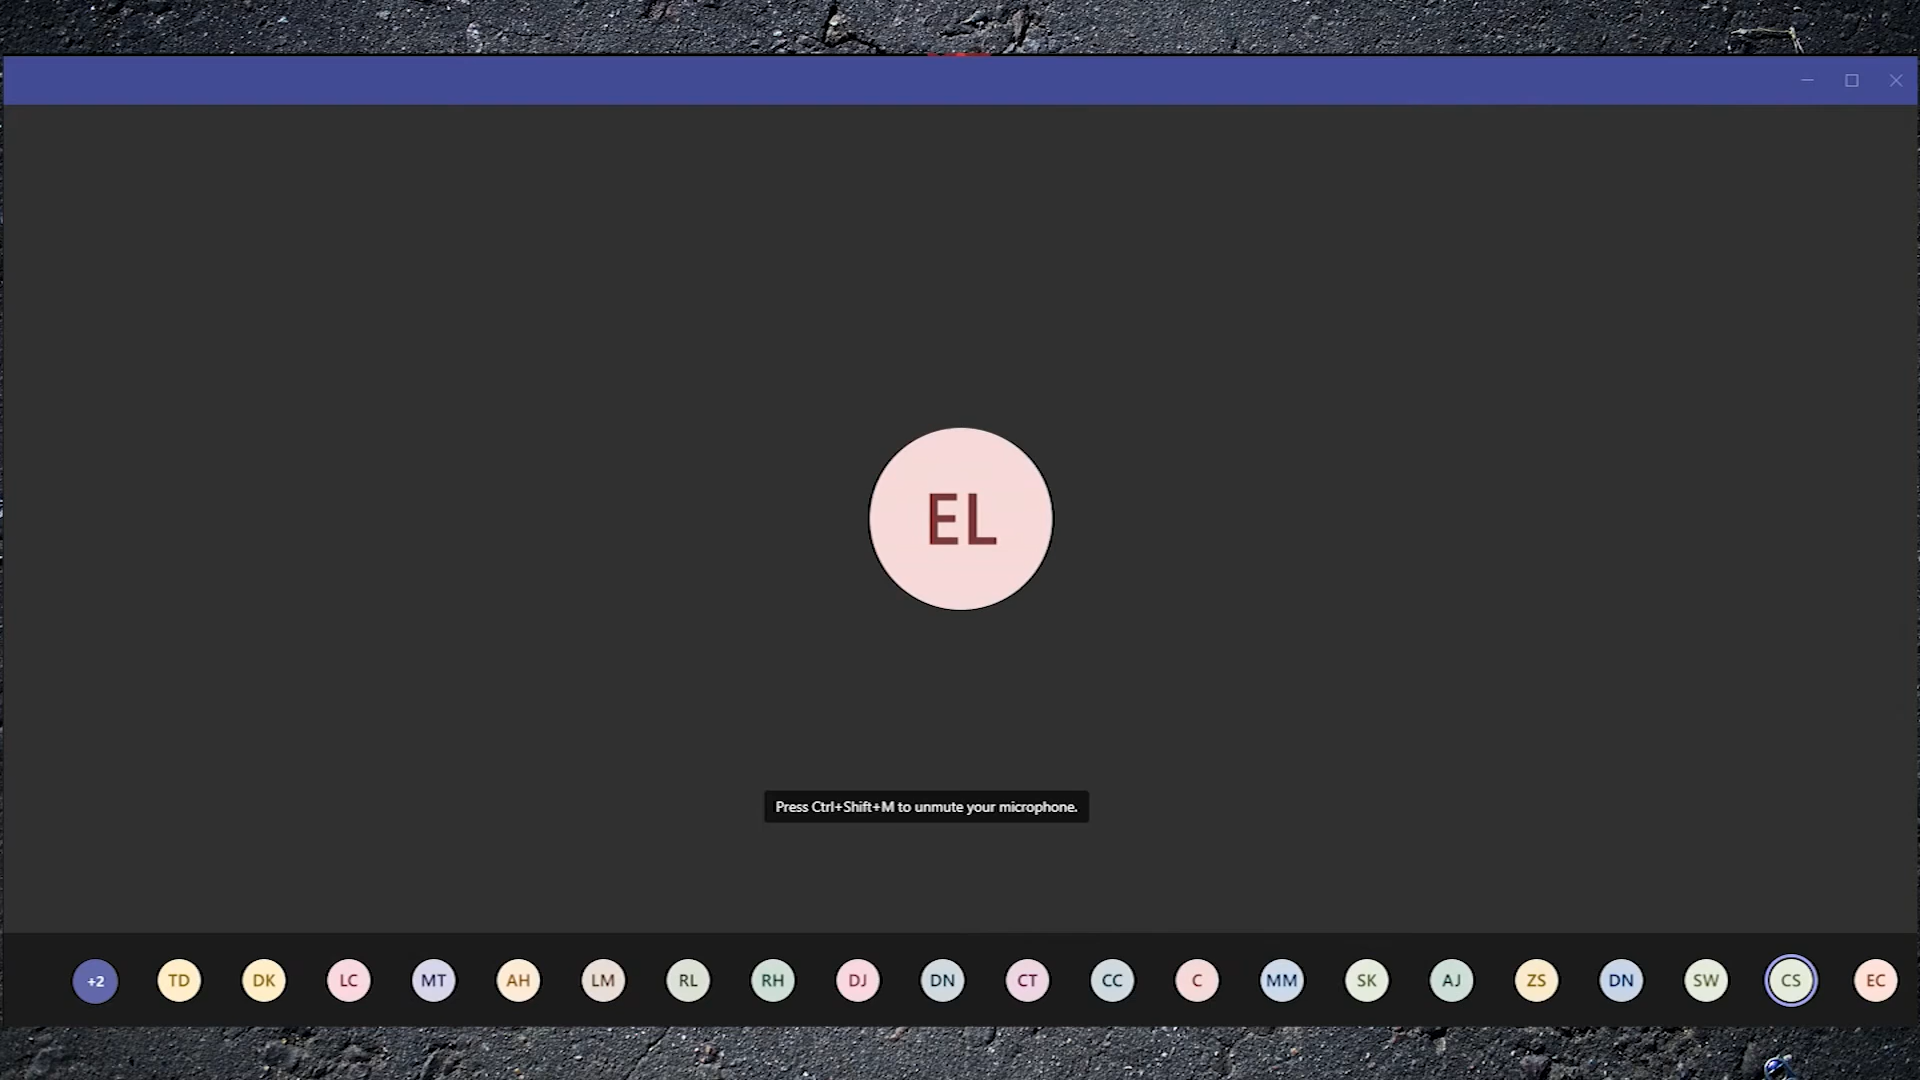 EL
Press Ctrl+Shift+M to unmute your microphone.
+2 TD DK LC MT AH LM RL RH DJ DN CT CC C MM SK AJ ZS DN SW CS EC